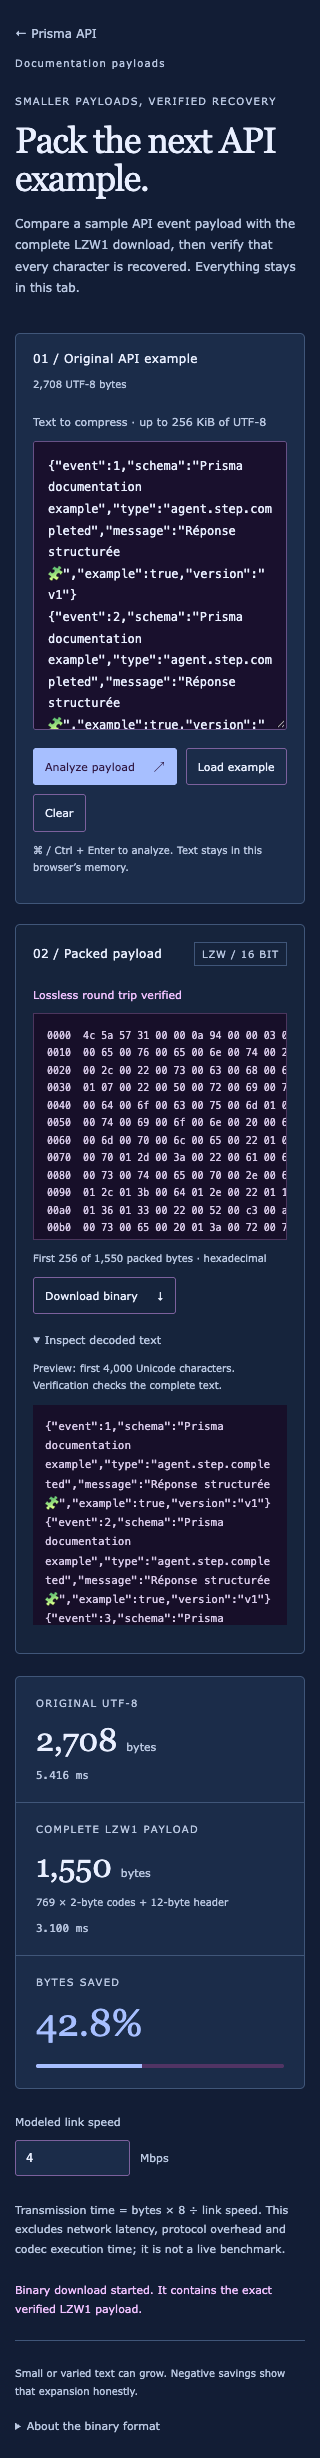 ← Prisma API
Documentation payloads
SMALLER PAYLOADS, VERIFIED RECOVERY
Pack the next API
example.
Compare a sample API event payload with the
complete LZW1 download, then verify that
every character is recovered. Everything stays
in this tab.
01 / Original API example
2,708 UTF-8 bytes
Text to compress · up to 256 KiB of UTF-8
{"event":1,"schema":"Prisma
documentation
example","type":"agent.step.com
pleted","message":"Réponse
structurée
🧩","example":true,"version":"
v1"}
{"event":2,"schema":"Prisma
documentation
example","type":"agent.step.com
pleted","message":"Réponse
structurée
🧩","example":true,"version":"
Analyze payload ↗
Load example
Clear
⌘ / Ctrl + Enter to analyze. Text stays in this
browser's memory.
02 / Packed payload
LZW / 16 BIT
Lossless round trip verified
0000 4c 5a 57 31 00 00 0a 94 00 00 03 0
0010 00 65 00 76 00 65 00 6e 00 74 00 2
0020 00 2c 00 22 00 73 00 63 00 68 00 6
0030 01 07 00 22 00 50 00 72 00 69 00 7
0040 00 64 00 6f 00 63 00 75 00 6d 01 0
0050 00 74 00 69 00 6f 00 6e 00 20 00 6
0060 00 6d 00 70 00 6c 00 65 00 22 01 0
0070 00 70 01 2d 00 3a 00 22 00 61 00 6
0080 00 73 00 74 00 65 00 70 00 2e 00 6
0090 01 2c 01 3b 00 64 01 2e 00 22 01 1
00a0 01 36 01 33 00 22 00 52 00 c3 00 a
00b0 00 73 00 65 00 20 01 3a 00 72 00 7
First 256 of 1,550 packed bytes · hexadecimal
Download binary ↓
▼ Inspect decoded text
Preview: first 4,000 Unicode characters.
Verification checks the complete text.
{"event":1,"schema":"Prisma
documentation
example","type":"agent.step.comple
ted","message":"Réponse structurée
🧩","example":true,"version":"v1"}
{"event":2,"schema":"Prisma
documentation
example","type":"agent.step.comple
ted","message":"Réponse structurée
🧩","example":true,"version":"v1"}
{"event":3,"schema":"Prisma
ORIGINAL UTF-8
2,708 bytes
5.416 ms
COMPLETE LZW1 PAYLOAD
1,550 bytes
769 × 2-byte codes + 12-byte header
3.100 ms
BYTES SAVED
42.8%
Modeled link speed
4 Mbps
Transmission time = bytes × 8 ÷ link speed. This
excludes network latency, protocol overhead and
codec execution time; it is not a live benchmark.
Binary download started. It contains the exact
verified LZW1 payload.
Small or varied text can grow. Negative savings show
that expansion honestly.
▶ About the binary format